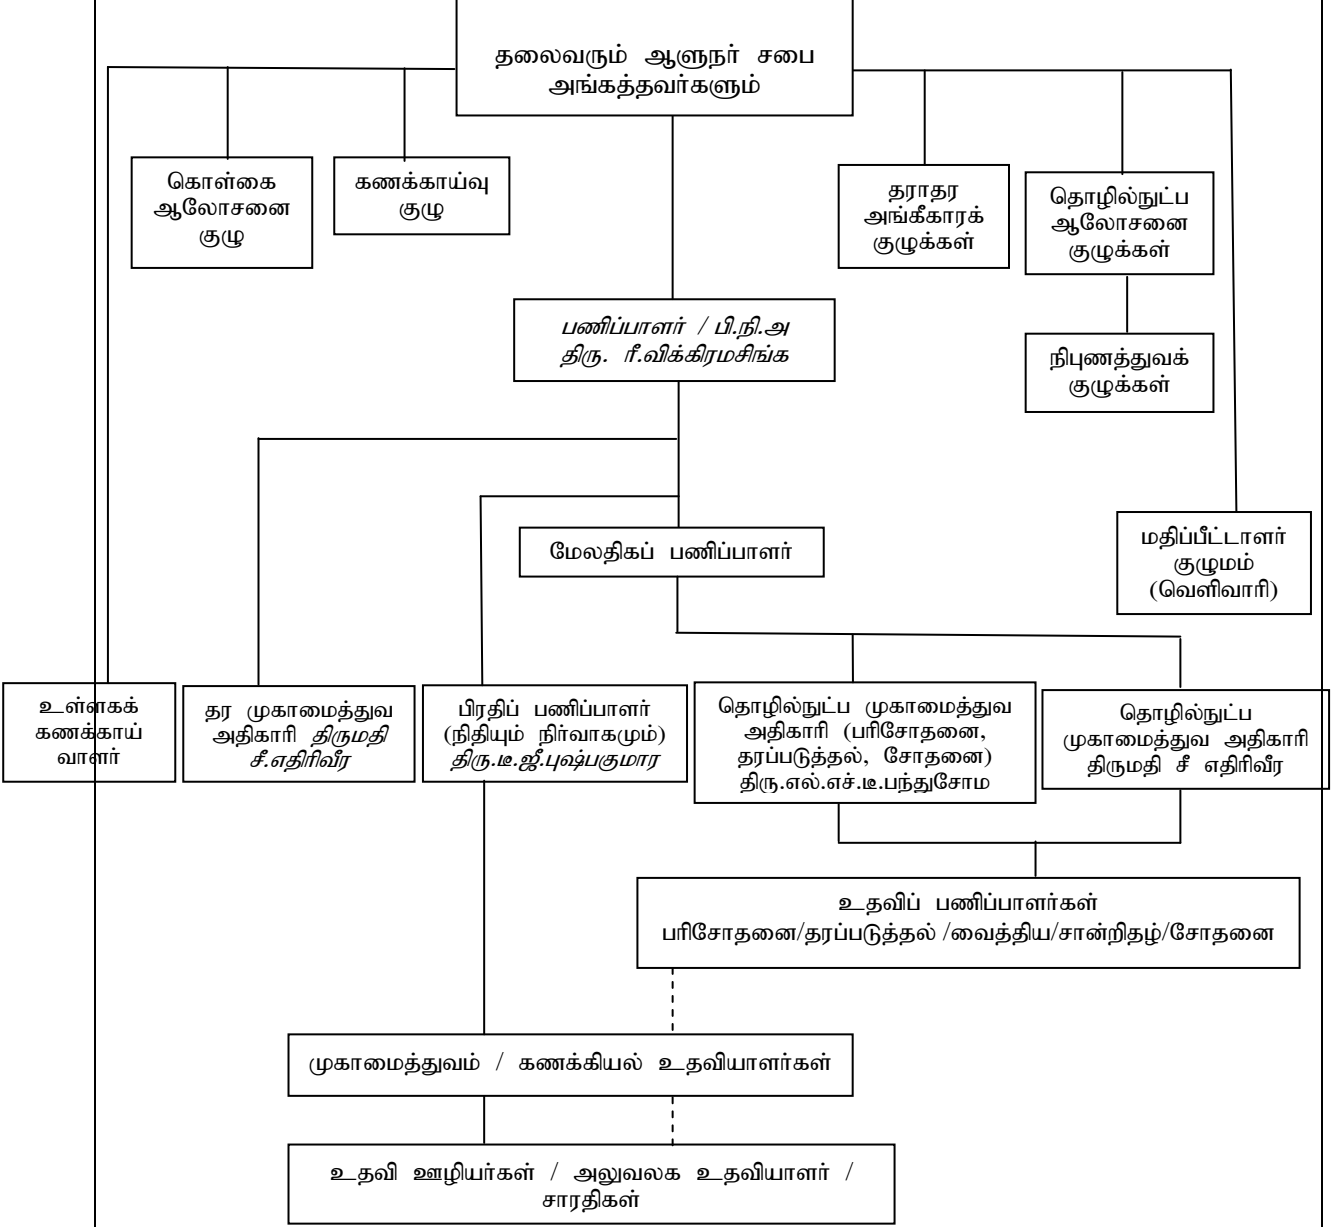 தலைவரும் ஆளுநர் சபை
அங்கத்தவர்களும்
கொள்கை
ஆலோசனை
குழு
கணக்காய்வு
குழு
தராதர
அங்கீகாரக்
குழுக்கள்
தொழில்நுட்ப
ஆலோசனை
குழுக்கள்
பணிப்பாளர் / பி.நி.அ
திரு. ரீ.விக்கிரமசிங்க
நிபுணத்துவக்
குழுக்கள்
மேலதிகப் பணிப்பாளர்
மதிப்பீட்டாளர்
குழுமம்
(வெளிவாரி)
உள்ளகக்
கணக்காய்
வாளர்
தர முகாமைத்துவ
அதிகாரி திருமதி
சீ.எதிரிவீர
பிரதிப் பணிப்பாளர்
(நிதியும் நிர்வாகமும்)
திரு.டீ.ஜீ.புஷ்பகுமார
தொழில்நுட்ப முகாமைத்துவ
அதிகாரி (பரிசோதனை,
தரப்படுத்தல், சோதனை)
திரு.எல்.எச்.டீ.பந்துசோம
தொழில்நுட்ப
முகாமைத்துவ அதிகாரி
திருமதி சீ எதிரிவீர
உதவிப் பணிப்பாளர்கள்
பரிசோதனை/தரப்படுத்தல் /வைத்திய/சான்றிதழ்/சோதனை
முகாமைத்துவம் / கணக்கியல் உதவியாளர்கள்
உதவி ஊழியர்கள் / அலுவலக உதவியாளர் /
சாரதிகள்